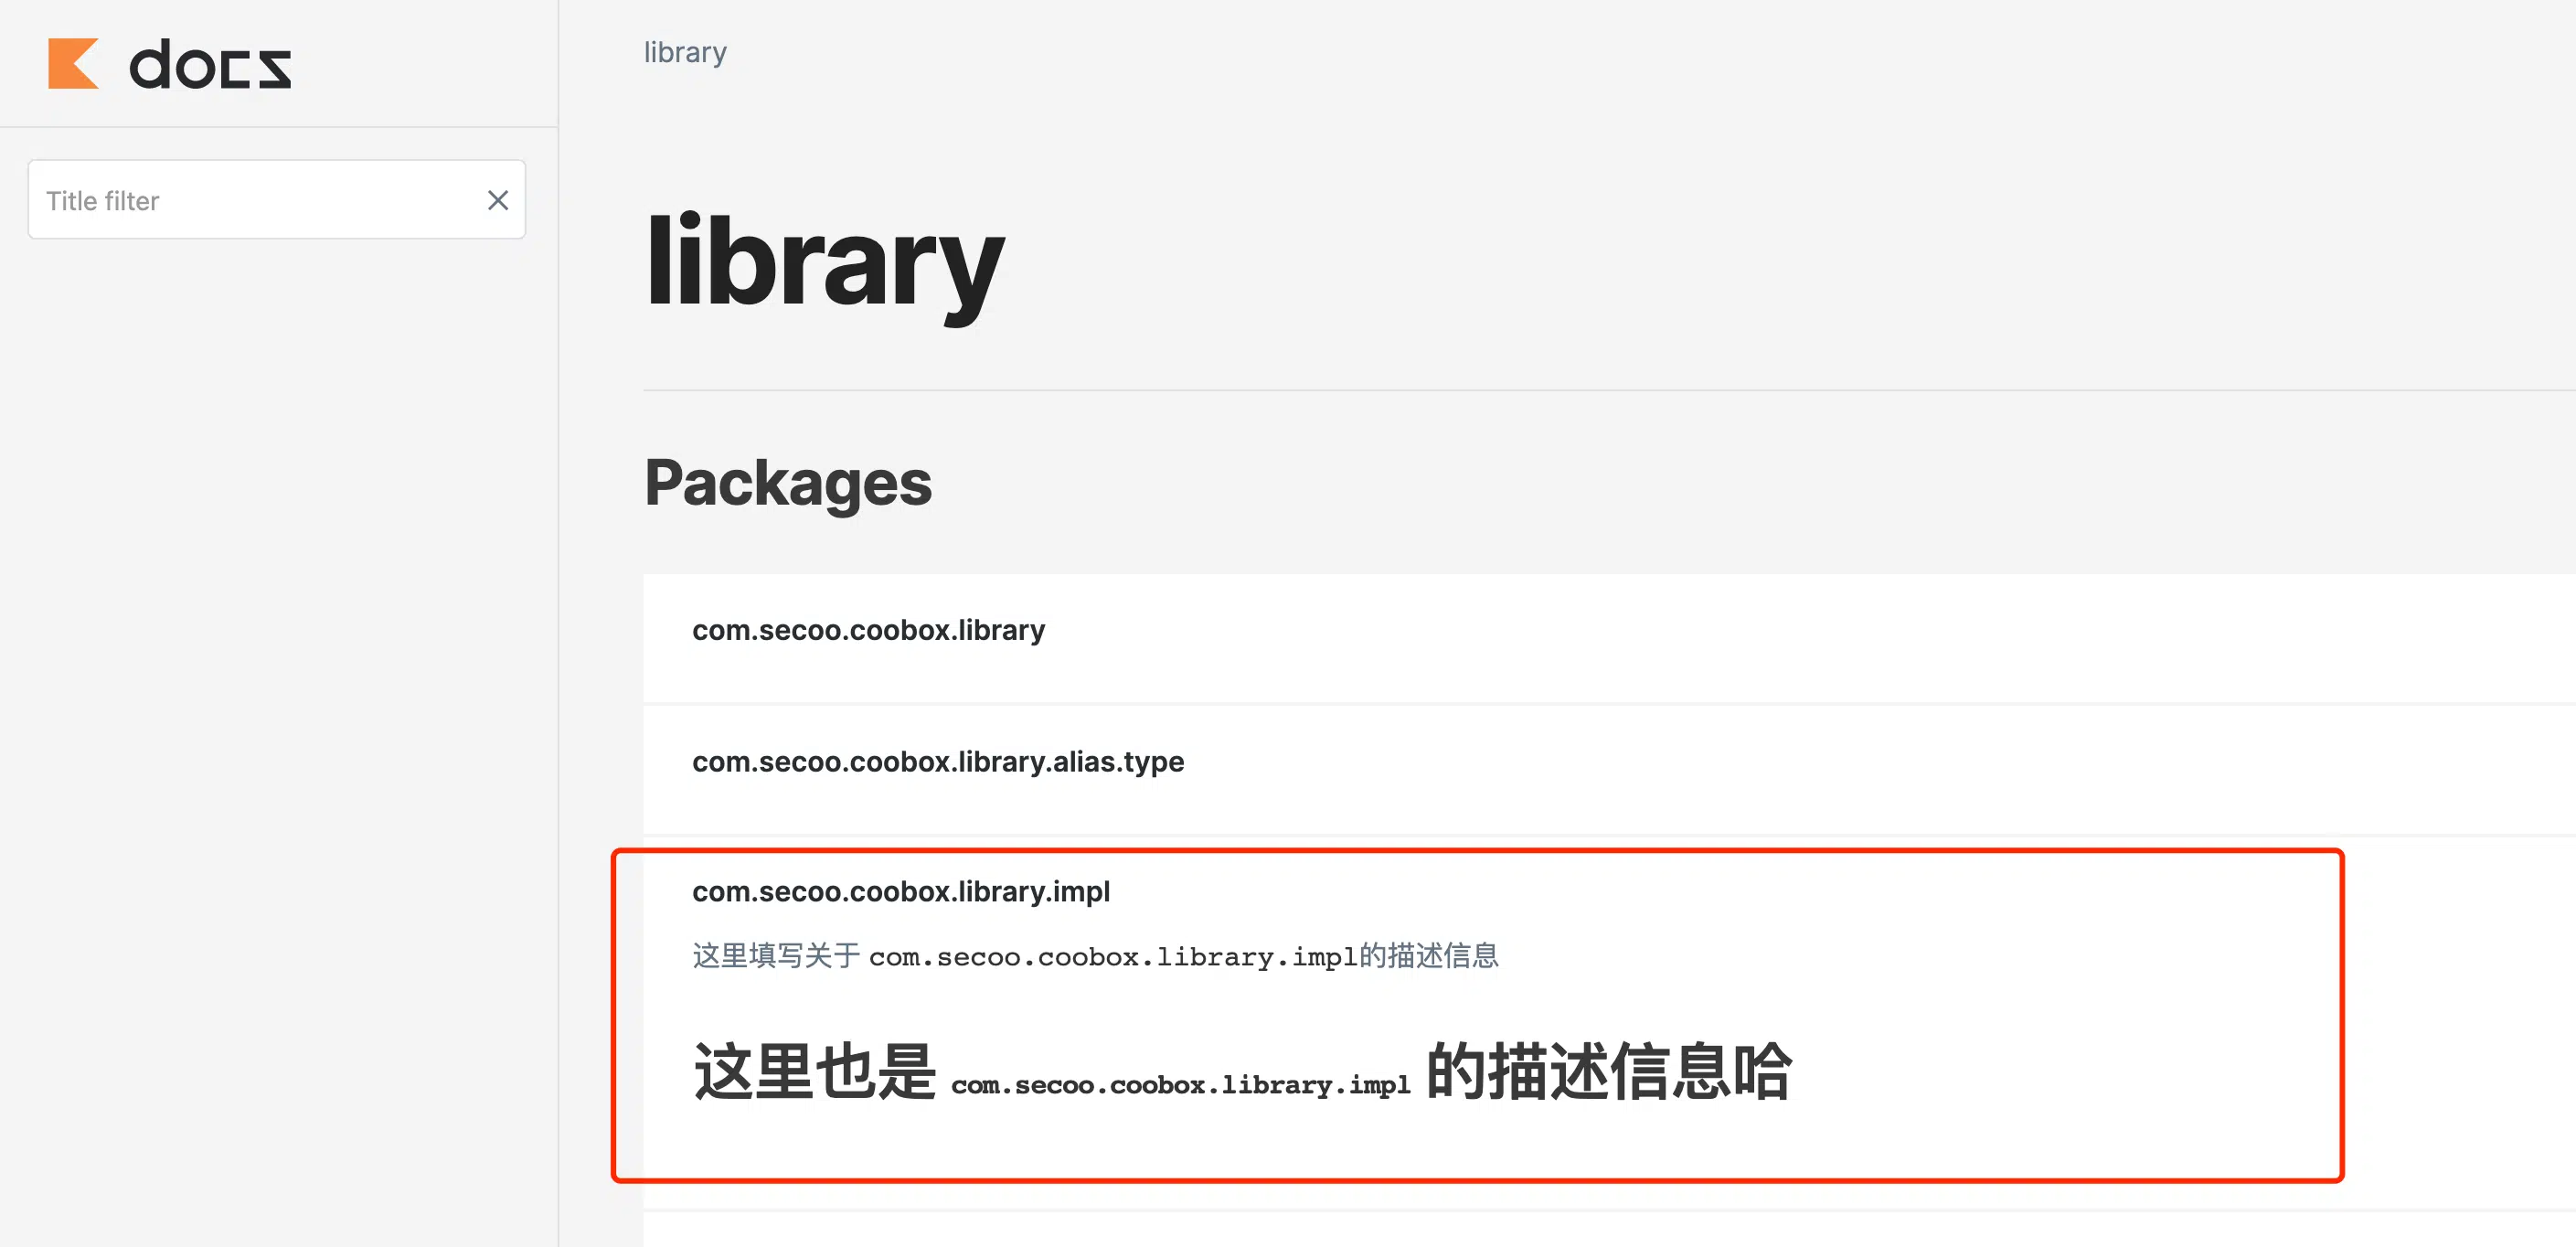 docs
Title filter
library
library
Packages
com.secoo.coobox.library
com.secoo.coobox.library.alias.type
com.secoo.coobox.library.impl
这里填写关于 com.secoo.coobox.library.impl的描述信息
这里也是 com.secoo.coobox.library.impl 的描述信息哈